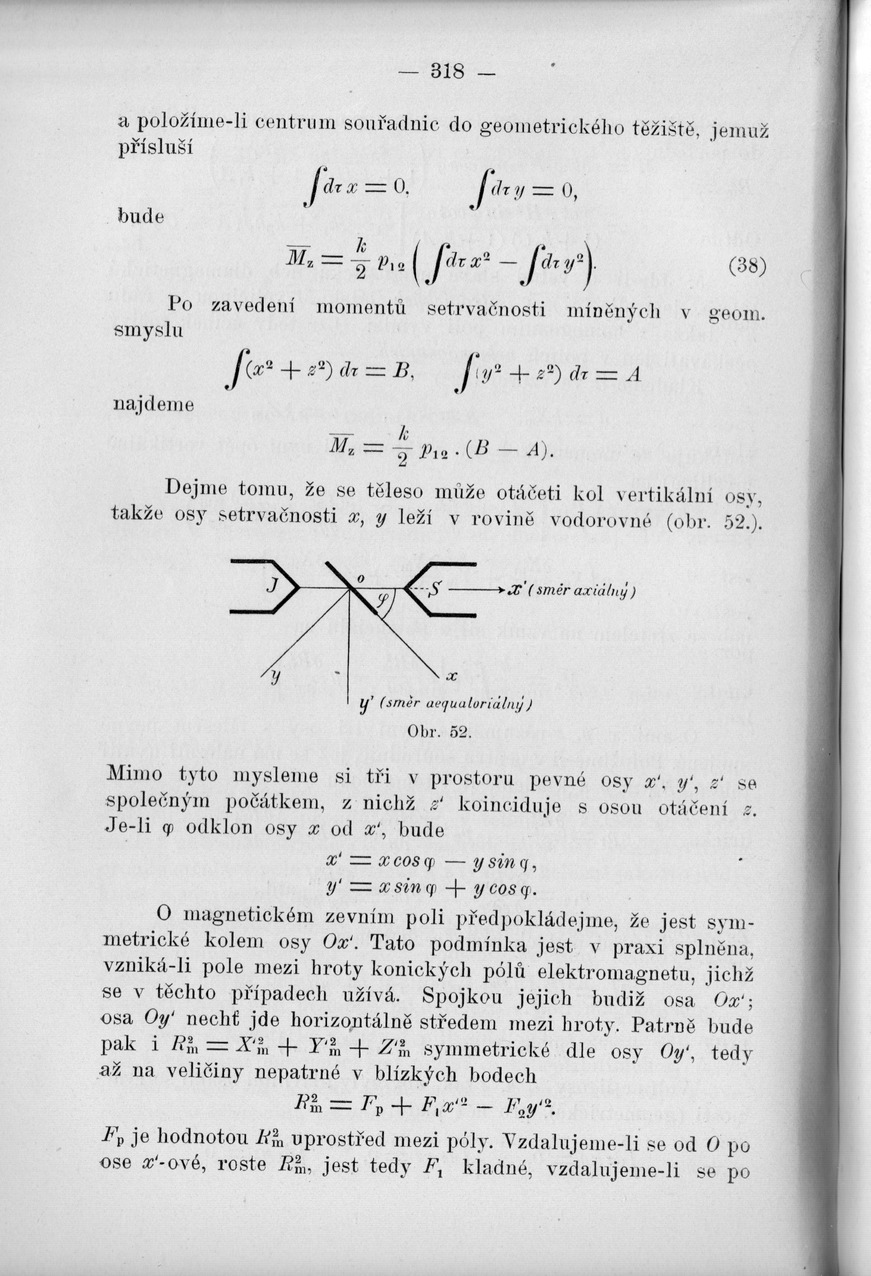 — 318 —
a položíme-li centrum souřadnic do geometrického těžiště, jemuž
přísluší
∫dτ x = 0, ∫dτ y = 0,
bude
M̅z = k/2 p₁₂ ( ∫dτ x² — ∫dτ y² ). (38)
Po zavedení momentů setrvačnosti míněných v geom.
smyslu
∫(x² + z²) dτ = B, ∫(y² + z²) dτ = A
najdeme
M̅z = k/2 p₁₂ . (B — A).
Dejme tomu, že se těleso může otáčeti kol vertikální osy,
takže osy setrvačnosti x, y leží v rovině vodorovné (obr. 52.).
J o φ S x' (směr axiálný)
y x
y' (směr aequatoriálný)
Obr. 52.
Mimo tyto mysleme si tři v prostoru pevné osy x‘, y‘, z‘ se
společným počátkem, z nichž z‘ koinciduje s osou otáčení z.
Je-li φ odklon osy x od x‘, bude
x‘ = x cos φ — y sin φ,
y‘ = x sin φ + y cos φ.
O magnetickém zevním poli předpokládejme, že jest sym-
metrické kolem osy Ox‘. Tato podmínka jest v praxi splněna,
vzniká-li pole mezi hroty konických pólů elektromagnetu, jichž
se v těchto případech užívá. Spojkou jejich budiž osa Ox‘;
osa Oy‘ nechť jde horizontálně středem mezi hroty. Patrně bude
pak i R²m = X‘²m + Y‘²m + Z‘²m symmetrické dle osy Oy‘, tedy
až na veličiny nepatrné v blízkých bodech
R²m = Fp + F₁x‘² — F₂y‘².
Fp je hodnotou R²m uprostřed mezi póly. Vzdalujeme-li se od O po
ose x‘-ové, roste R²m, jest tedy F₁ kladné, vzdalujeme-li se po